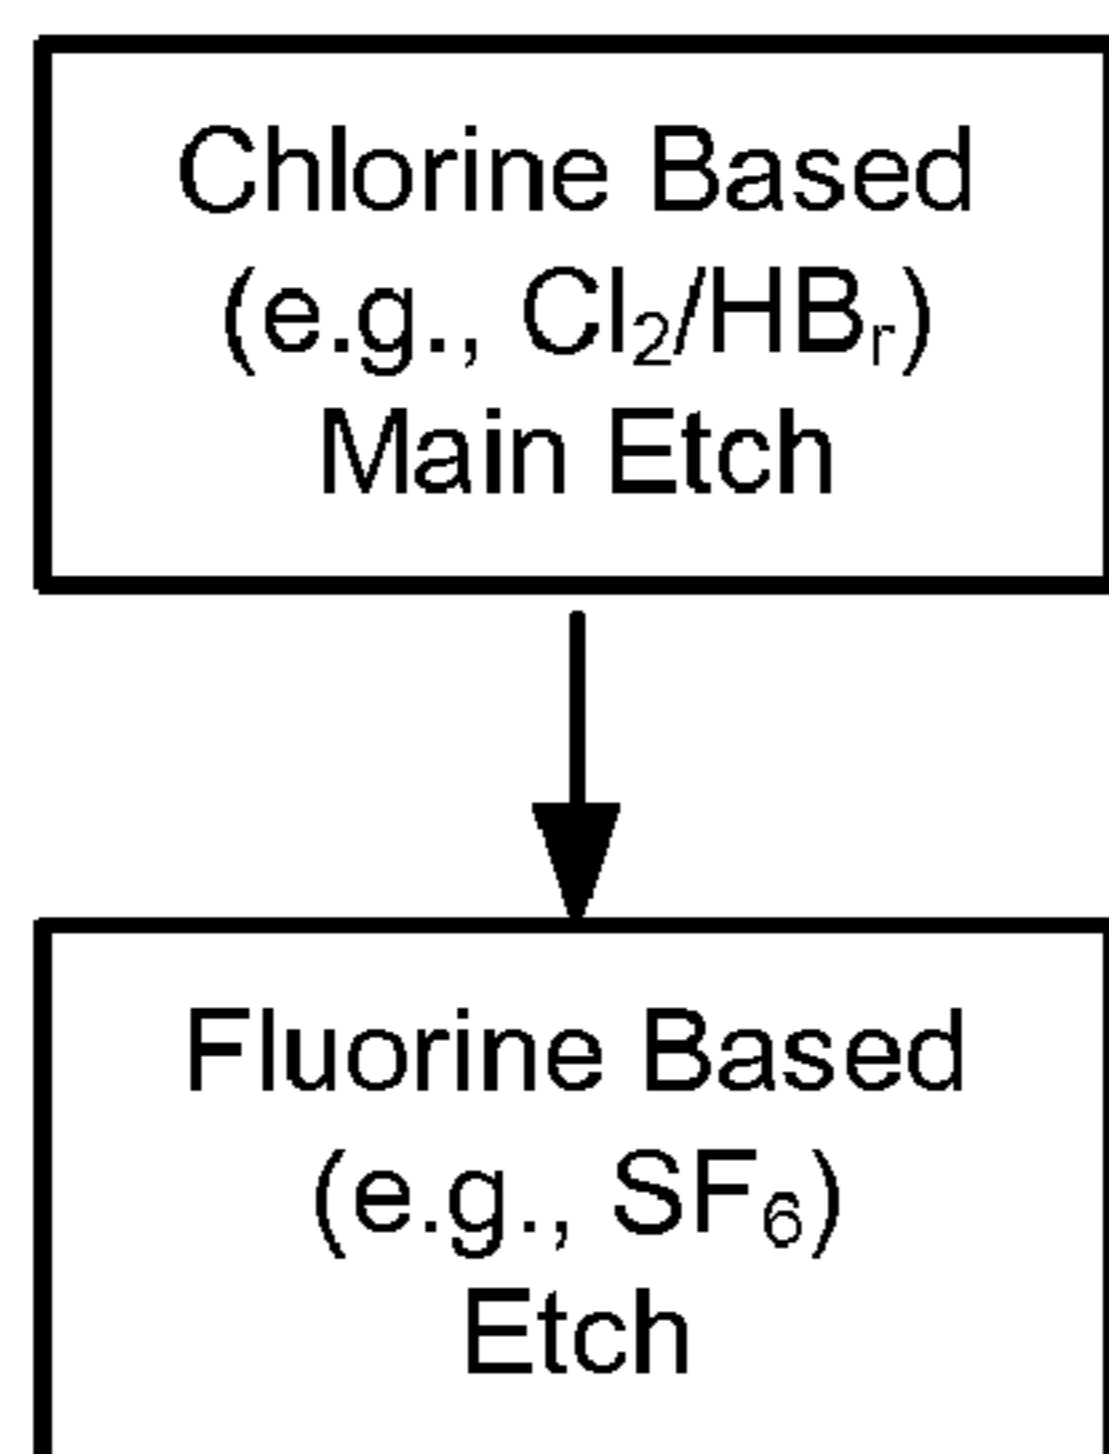 Chlorine Based
(e.g., Cl₂/HBᵣ)
Main Etch
Fluorine Based
(e.g., SF₆)
Etch